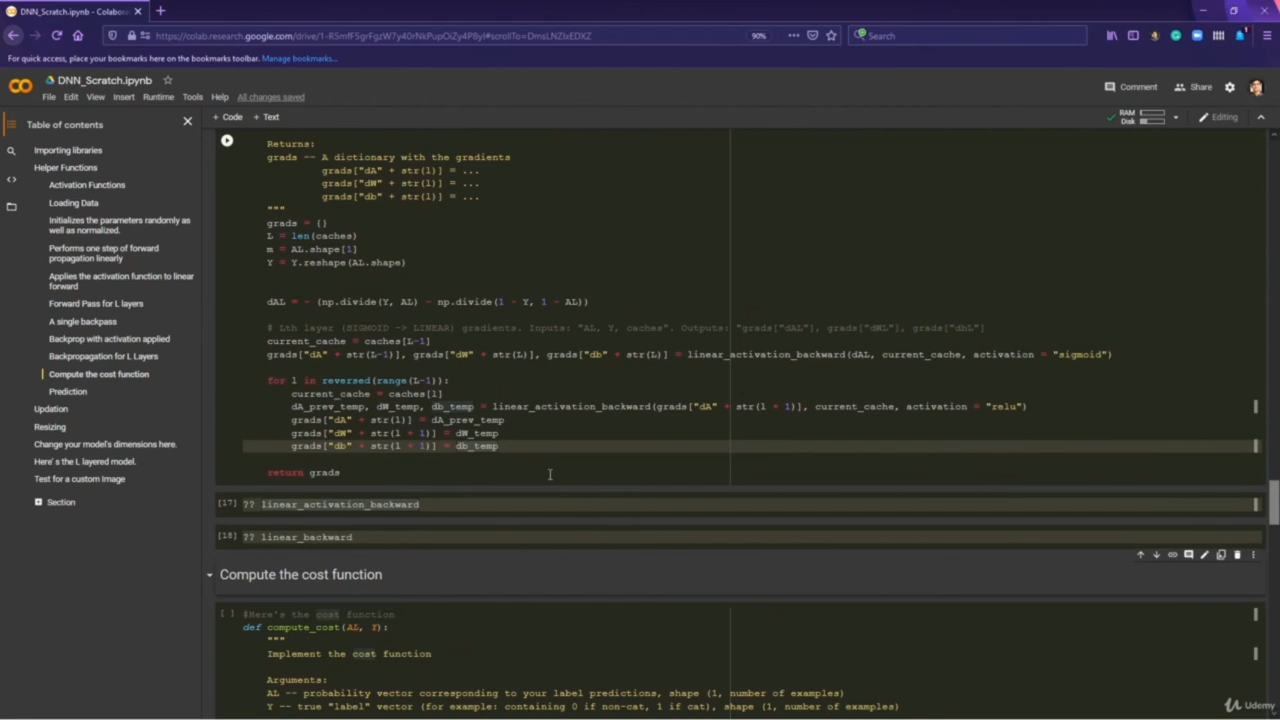 DNN_Scratch.ipynb - Colabor
https://colab.research.google.com/drive/1-RSmfF5grFgzW7y40rNkPupOiZy4P8yI#scrollTo=DmsLNZIxEDXZ
90%
Search
For quick access, place your bookmarks here on the bookmarks toolbar. Manage bookmarks...
DNN_Scratch.ipynb
File Edit View Insert Runtime Tools Help All changes saved
Comment Share
Table of contents
+ Code + Text
RAM
Disk
Editing
Importing libraries
Helper Functions
Activation Functions
Loading Data
Initializes the parameters randomly as
well as normalized.
Performs one step of forward
propagation linearly
Applies the activation function to linear
forward
Forward Pass for L layers
A single backpass
Backprop with activation applied
Backpropagation for L Layers
Compute the cost function
Prediction
Updation
Resizing
Change your model's dimensions here.
Here' s the L layered model.
Test for a custom Image
Section
Returns:
grads -- A dictionary with the gradients
grads["dA" + str(l)] = ...
grads["dW" + str(l)] = ...
grads["db" + str(l)] = ...
"""
grads = {}
L = len(caches)
m = AL.shape[1]
Y = Y.reshape(AL.shape)
dAL = - (np.divide(Y, AL) - np.divide(1 - Y, 1 - AL))
# Lth layer (SIGMOID -> LINEAR) gradients. Inputs: "AL, Y, caches". Outputs: "grads["dAL"], grads["dWL"], grads["dbL"]
current_cache = caches[L-1]
grads["dA" + str(L-1)], grads["dW" + str(L)], grads["db" + str(L)] = linear_activation_backward(dAL, current_cache, activation = "sigmoid")
for l in reversed(range(L-1)):
current_cache = caches[l]
dA_prev_temp, dW_temp, db_temp = linear_activation_backward(grads["dA" + str(l + 1)], current_cache, activation = "relu")
grads["dA" + str(l)] = dA_prev_temp
grads["dW" + str(l + 1)] = dW_temp
grads["db" + str(l + 1)] = db_temp
return grads
[17] ?? linear_activation_backward
[18] ?? linear_backward
Compute the cost function
[ ] #Here's the cost function
def compute_cost(AL, Y):
"""
Implement the cost function
Arguments:
AL -- probability vector corresponding to your label predictions, shape (1, number of examples)
Y -- true "label" vector (for example: containing 0 if non-cat, 1 if cat), shape (1, number of examples)
Udemy